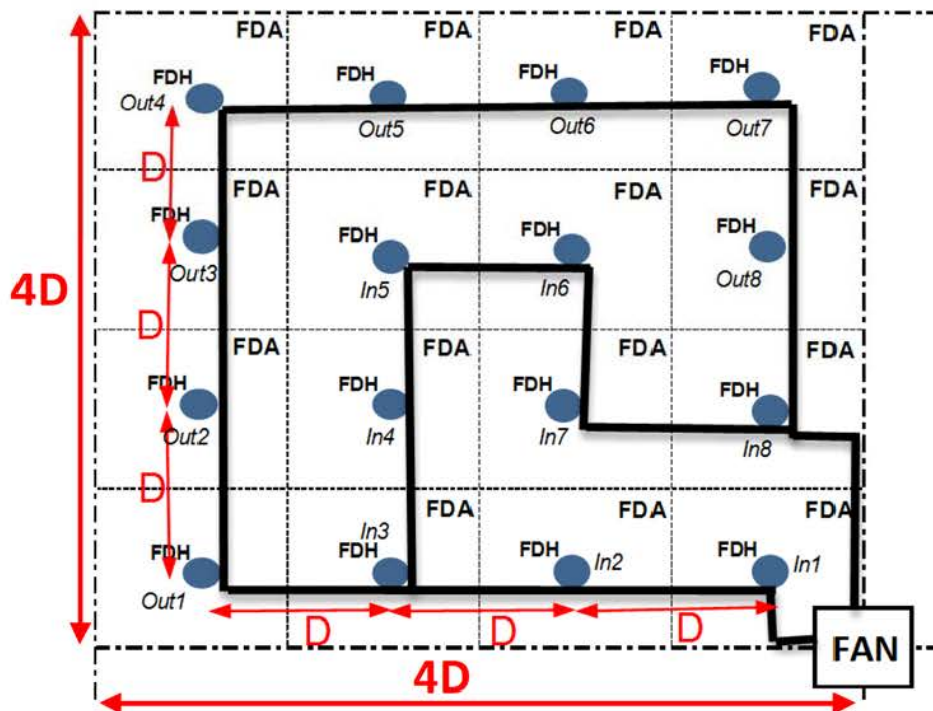 FDA FDA FDA FDA
FDH FDH FDH FDH
Out4 Out5 Out6 Out7
D
FDA FDA FDA FDA
FDH FDH FDH FDH
Out3 In5 In6 Out8
4D
D
FDA FDA FDA FDA
FDH FDH FDH FDH
Out2 In4 In7 In8
D
FDA FDA FDA
In3
FDH FDH FDH FDH
In2 In1
Out1
D D D
FAN
4D